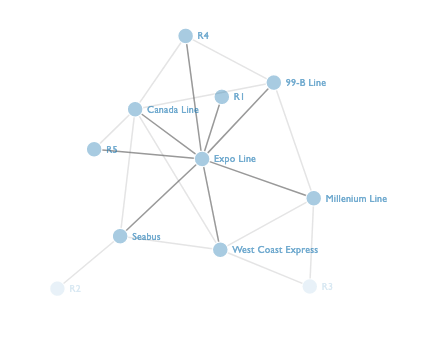 R4
99-B Line
R1
Canada Line
R5
Expo Line
Millenium Line
Seabus
West Coast Express
R2
R3